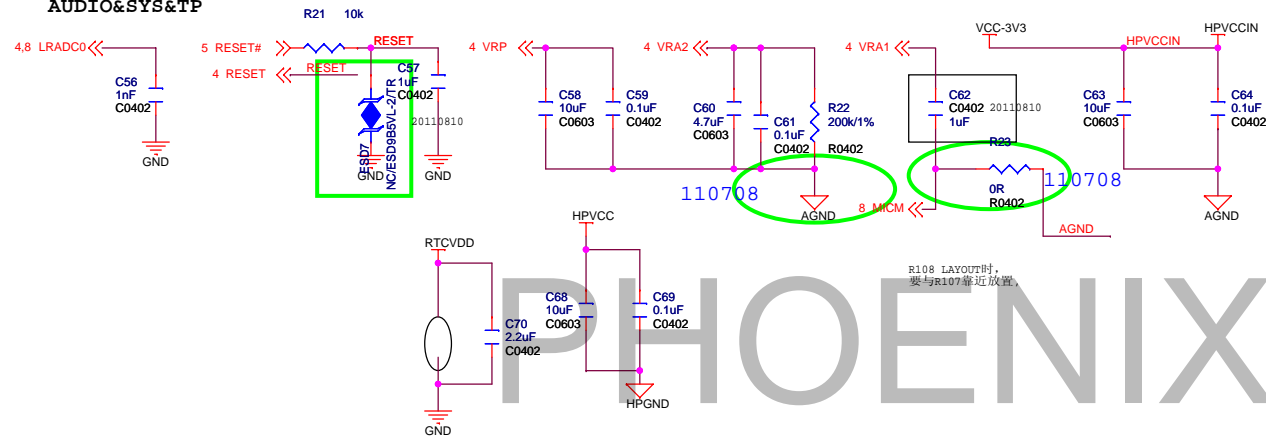 AUDIO&SYS&TP
R21 10k
4,8 LRADC0
C56
1nF
C0402
GND
5 RESET#
RESET
4 RESET
RESET
C57
1uF
C0402
20110810
ESD7
NC/ESD9B5VL-2/TR
GND
GND
4 VRP
C58
10uF
C0603
C59
0.1uF
C0402
4 VRA2
C60
4.7uF
C0603
C61
0.1uF
C0402
R22
200k/1%
R0402
110708
AGND
4 VRA1
C62
C0402
1uF
20110810
R23
0R
R0402
110708
8 MICM
AGND
VCC-3V3
HPVCCIN
HPVCCIN
C63
10uF
C0603
C64
0.1uF
C0402
AGND
R108 LAYOUT时,
要与R107靠近放置,
RTCVDD
C70
2.2uF
C0402
GND
HPVCC
C68
10uF
C0603
C69
0.1uF
C0402
HPGND
PHOENIX